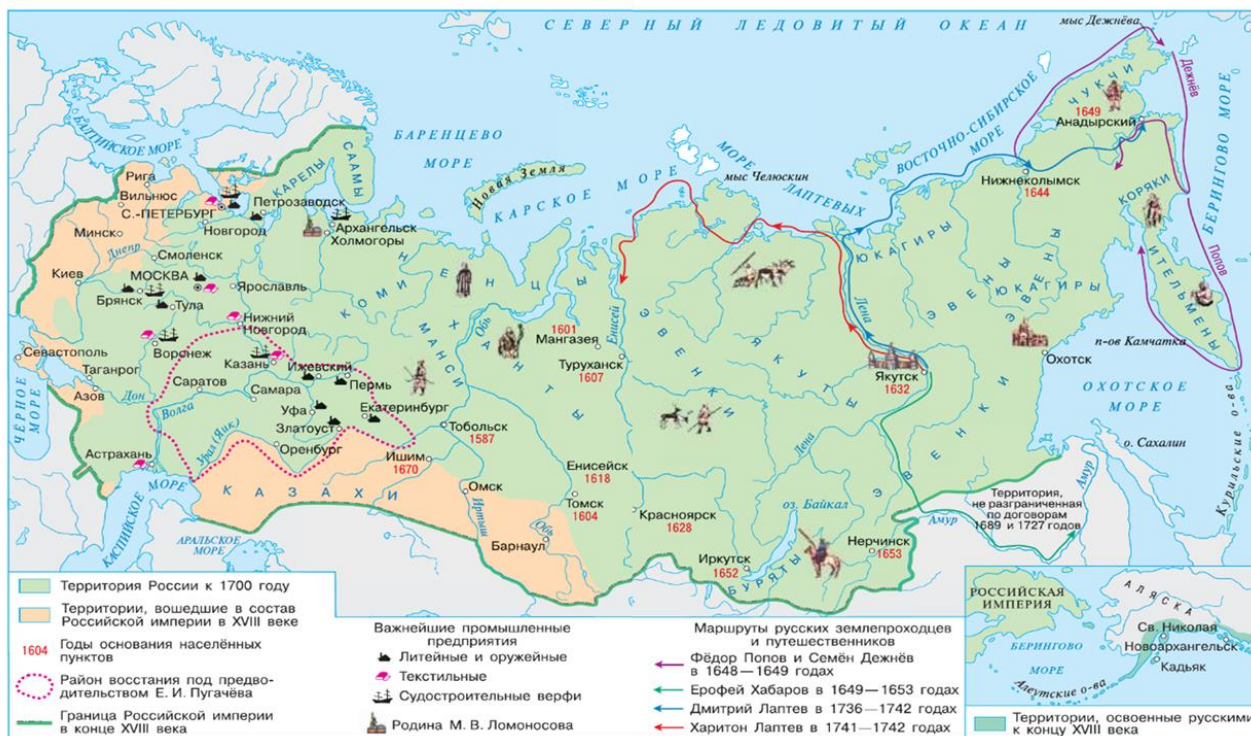 СЕВЕРНЫЙ ЛЕДОВИТЫЙ ОКЕАН
мыс Дежнёва
Дежнёв
БЕРИНГОВО МОРЕ
ЧУКЧИ
1649
Анадырский
ВОСТОЧНО-СИБИРСКОЕ
МОРЕ
БАРЕНЦЕВО
МОРЕ
МОРЕ
ЛАПТЕВЫХ
мыс Челюскин
Новая Земля
КАРСКОЕ МОРЕ
БАЛТИЙСКОЕ МОРЕ
СААМЫ
КАРЕЛЫ
Нижнеколымск
1644
КОРЯКИ
Попов
ИТЕЛЬМЕНЫ
Рига
Вильнюс
С.-ПЕТЕРБУРГ
Петрозаводск
Новгород
Архангельск
Холмогоры
Минск
Днепр
Смоленск
Киев
МОСКВА
Ярославль
Брянск
Тула
Нижний
Новгород
КОМИ
НЕНЦЫ
МАНСИ
ХАНТЫ
Обь
1601
Мангазея
Туруханск
1607
Енисей
ЭВЕНКИ
ЯКУТЫ
Лена
ЮКАГИРЫ
ЭВЕНЫ
ЮКАГИРЫ
ЭВЕНЫ
Якутск
1632
Охотск
п-ов Камчатка
ОХОТСКОЕ
МОРЕ
о. Сахалин
Курильские о-ва
Севастополь
Таганрог
Азов
ЧЁРНОЕ
МОРЕ
Воронеж
Казань
Ижевский
Пермь
Саратов
Самара
Дон
Волга
Уфа
Екатеринбург
Златоуст
Урал (Яик)
Оренбург
Астрахань
Тобольск
1587
Ишим
1670
КАЗАХИ
Омск
Иртыш
Обь
Барнаул
Енисейск
1618
Томск
1604
Красноярск
1628
Лена
оз. Байкал
Иркутск
1652
БУРЯТЫ
Нерчинск
1653
ЭВЕНКИ
Амур
Амур
Территория,
не разграниченная
по договорам
1689 и 1727 годов
КАСПИЙСКОЕ МОРЕ
АРАЛЬСКОЕ
МОРЕ
Территория России к 1700 году
Территории, вошедшие в состав
Российской империи в XVIII веке
1604
Годы основания населённых
пунктов
Район восстания под предво-
дительством Е. И. Пугачёва
Граница Российской империи
в конце XVIII века
Важнейшие промышленные
предприятия
Литейные и оружейные
Текстильные
Судостроительные верфи
Родина М. В. Ломоносова
Маршруты русских землепроходцев
и путешественников
Фёдор Попов и Семён Дежнёв
в 1648—1649 годах
Ерофей Хабаров в 1649—1653 годах
Дмитрий Лаптев в 1736—1742 годах
Харитон Лаптев в 1741—1742 годах
РОССИЙСКАЯ
ИМПЕРИЯ
АЛЯСКА
Св. Николая
Новоархангельск
Кадьяк
БЕРИНГОВО
МОРЕ
Алеутские о-ва
Территории, освоенные русскими
к концу XVIII века